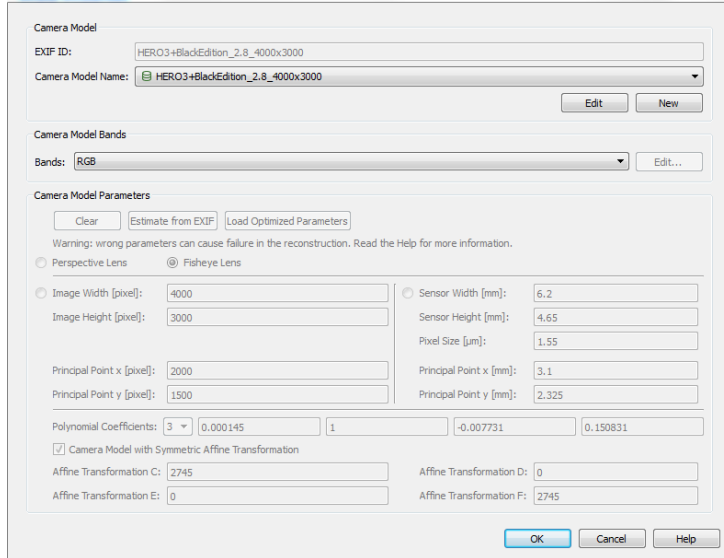 Camera Model
EXIF ID: HERO3+BlackEdition_2.8_4000x3000
Camera Model Name: HERO3+BlackEdition_2.8_4000x3000
Edit New
Camera Model Bands
Bands: RGB Edit...
Camera Model Parameters
Clear Estimate from EXIF Load Optimized Parameters
Warning: wrong parameters can cause failure in the reconstruction. Read the Help for more information.
Perspective Lens Fisheye Lens
Image Width [pixel]: 4000 Sensor Width [mm]: 6.2
Image Height [pixel]: 3000 Sensor Height [mm]: 4.65
Pixel Size [µm]: 1.55
Principal Point x [pixel]: 2000 Principal Point x [mm]: 3.1
Principal Point y [pixel]: 1500 Principal Point y [mm]: 2.325
Polynomial Coefficients: 3 0.000145 1 -0.007731 0.150831
Camera Model with Symmetric Affine Transformation
Affine Transformation C: 2745 Affine Transformation D: 0
Affine Transformation E: 0 Affine Transformation F: 2745
OK Cancel Help